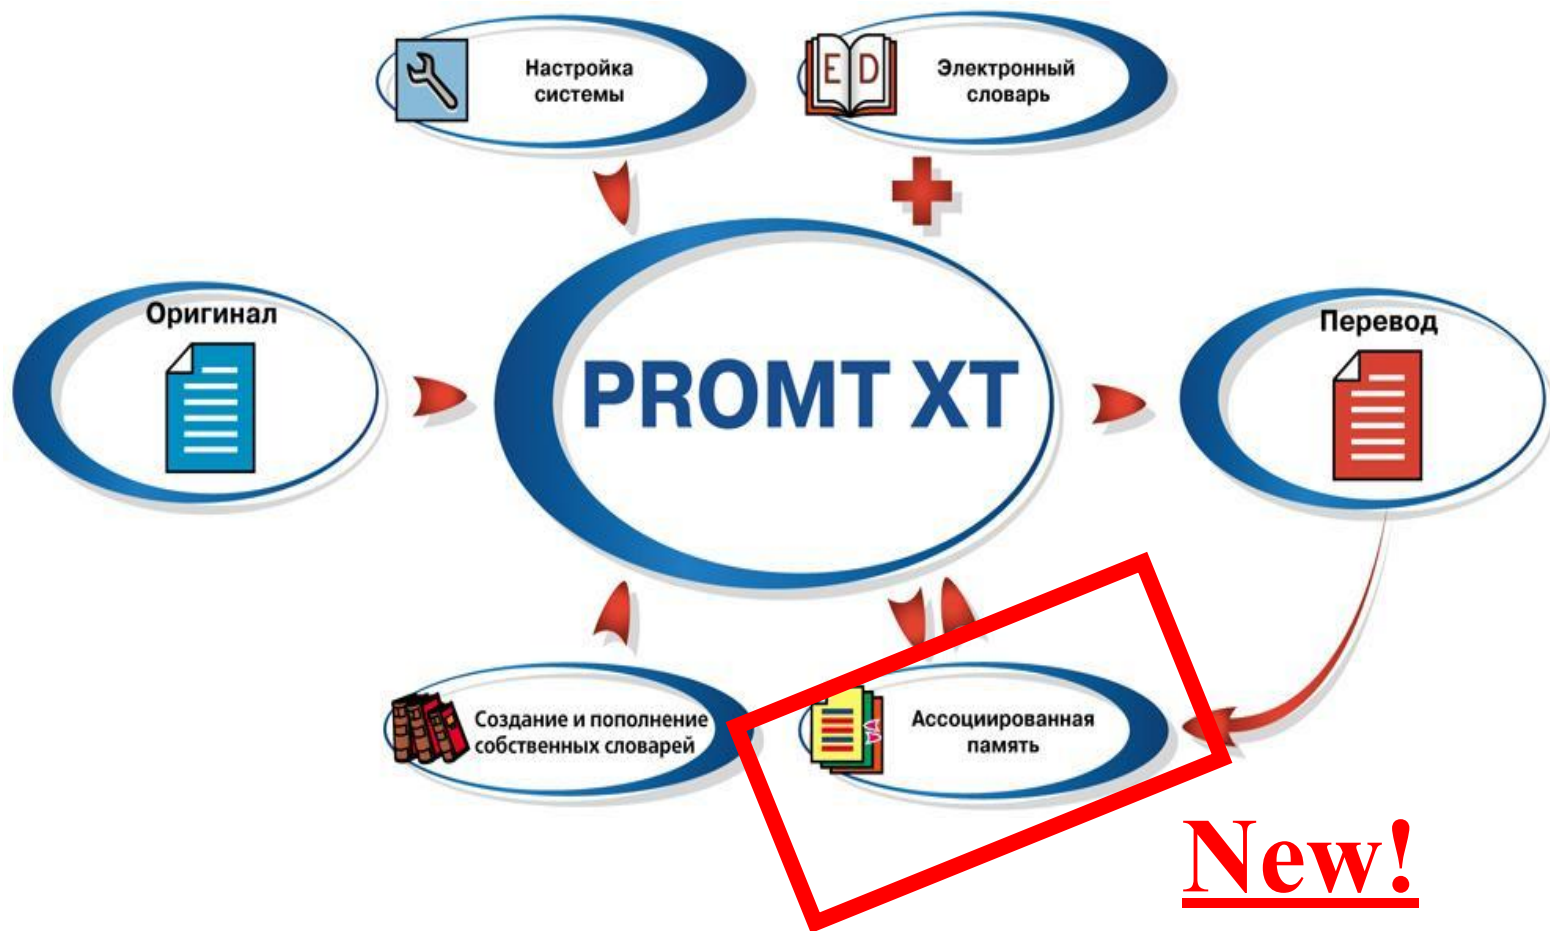 Настройка
системы
Электронный
словарь
E D
Оригинал
PROMT XT
Перевод
Создание и пополнение
собственных словарей
Ассоциированная
память
New!